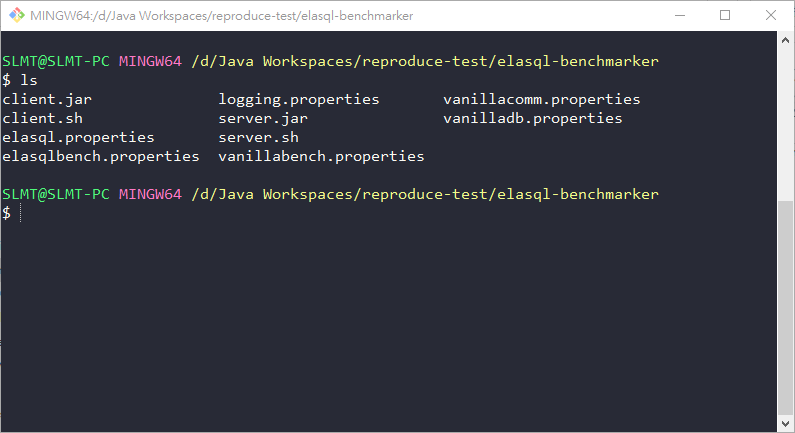 MINGW64:/d/Java Workspaces/reproduce-test/elasql-benchmarker
SLMT@SLMT-PC MINGW64 /d/Java Workspaces/reproduce-test/elasql-benchmarker
$ ls
client.jar logging.properties vanillacomm.properties
client.sh server.jar vanilladb.properties
elasql.properties server.sh
elasqlbench.properties vanillabench.properties
SLMT@SLMT-PC MINGW64 /d/Java Workspaces/reproduce-test/elasql-benchmarker
$